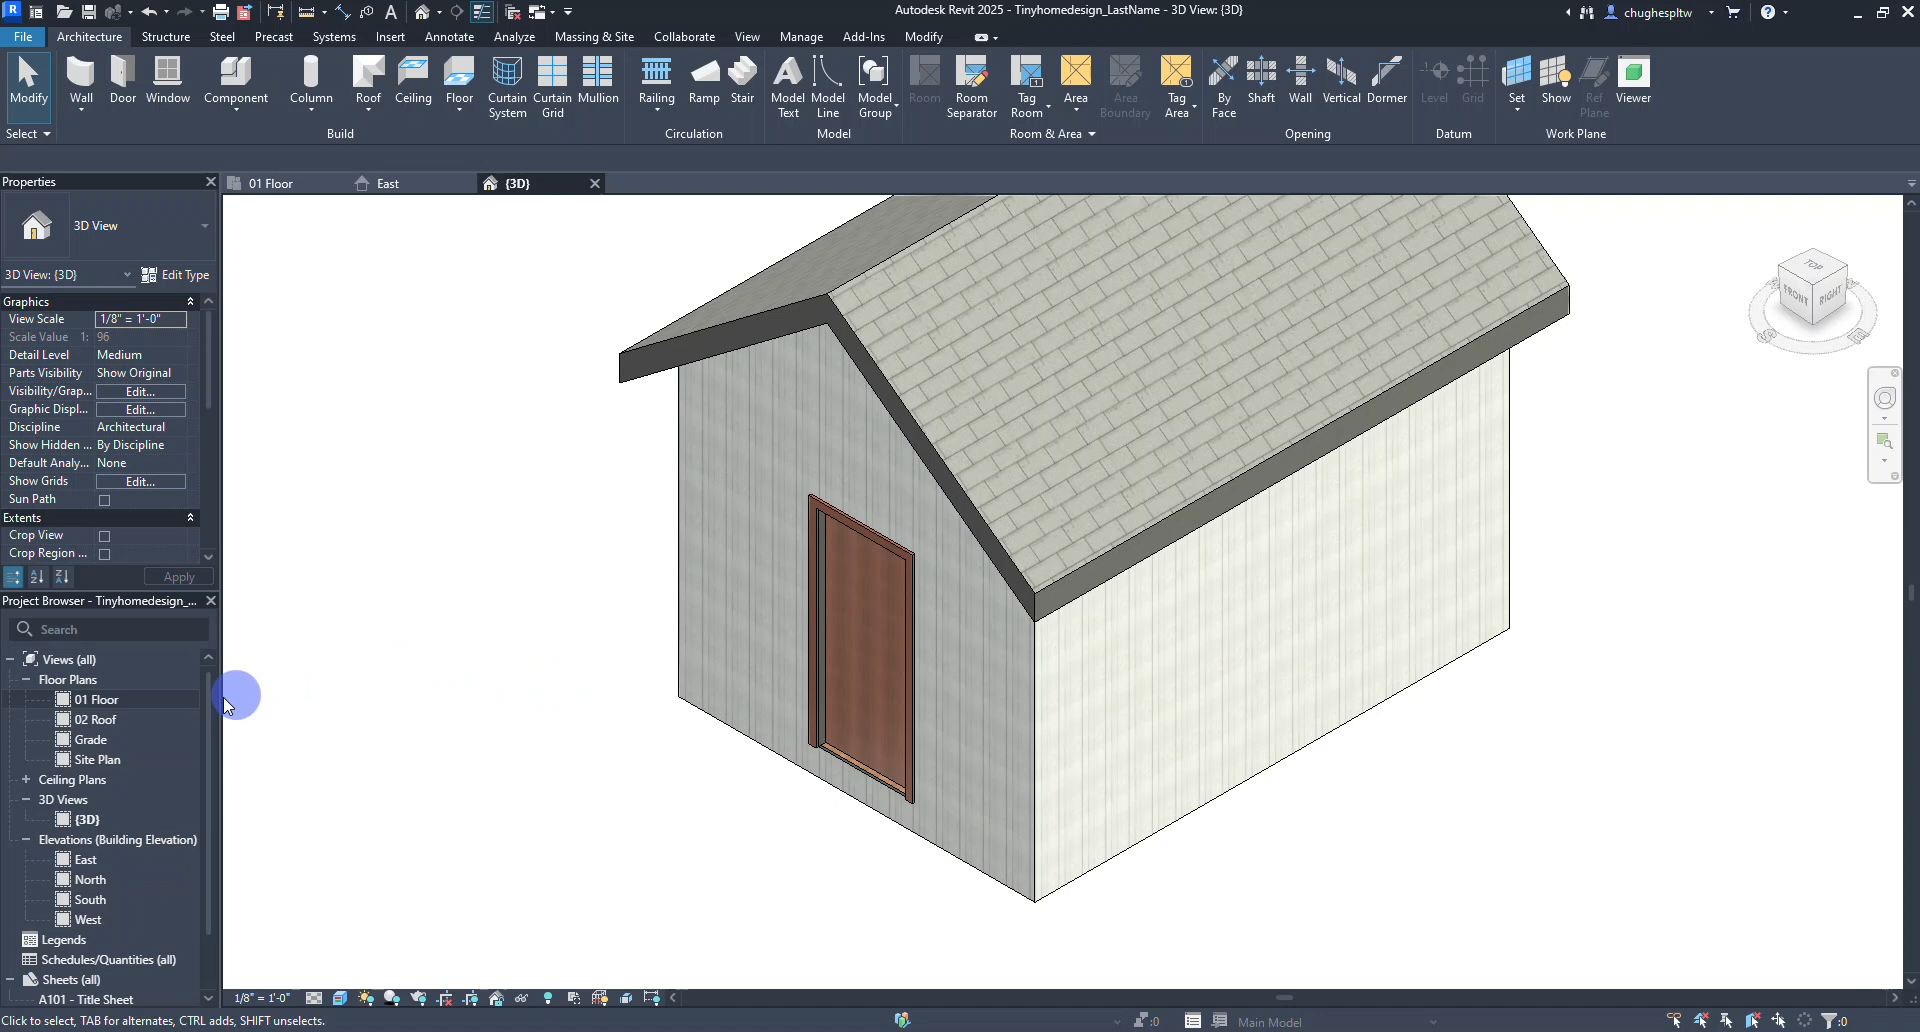 Autodesk Revit 2025 - Tinyhomedesign_LastName - 3D View: {3D}
chughespltw
File Architecture Structure Steel Precast Systems Insert Annotate Analyze Massing & Site Collaborate View Manage Add-Ins Modify
Modify Wall Door Window Component Column Roof Ceiling Floor Curtain System Curtain Grid Mullion Railing Ramp Stair Model Text Model Line Model Group Room Room Separator Tag Room Area Area Boundary Tag Area By Face Shaft Wall Vertical Dormer Level Grid Set Show Ref Plane Viewer
Select Build Circulation Model Room & Area Opening Datum Work Plane
Properties
01 Floor East {3D}
3D View
3D View: {3D} Edit Type
Graphics
View Scale 1/8" = 1'-0"
Scale Value 1: 96
Detail Level Medium
Parts Visibility Show Original
Visibility/Grap... Edit...
Graphic Displ... Edit...
Discipline Architectural
Show Hidden ... By Discipline
Default Analy... None
Show Grids Edit...
Sun Path
Extents
Crop View
Crop Region ...
Apply
Project Browser - Tinyhomedesign_...
Search
Views (all)
Floor Plans
01 Floor
02 Roof
Grade
Site Plan
Ceiling Plans
3D Views
{3D}
Elevations (Building Elevation)
East
North
South
West
Legends
Schedules/Quantities (all)
Sheets (all)
A101 - Title Sheet
TOP
FRONT RIGHT
1/8" = 1'-0"
Click to select, TAB for alternates, CTRL adds, SHIFT unselects.
:0
Main Model
:0